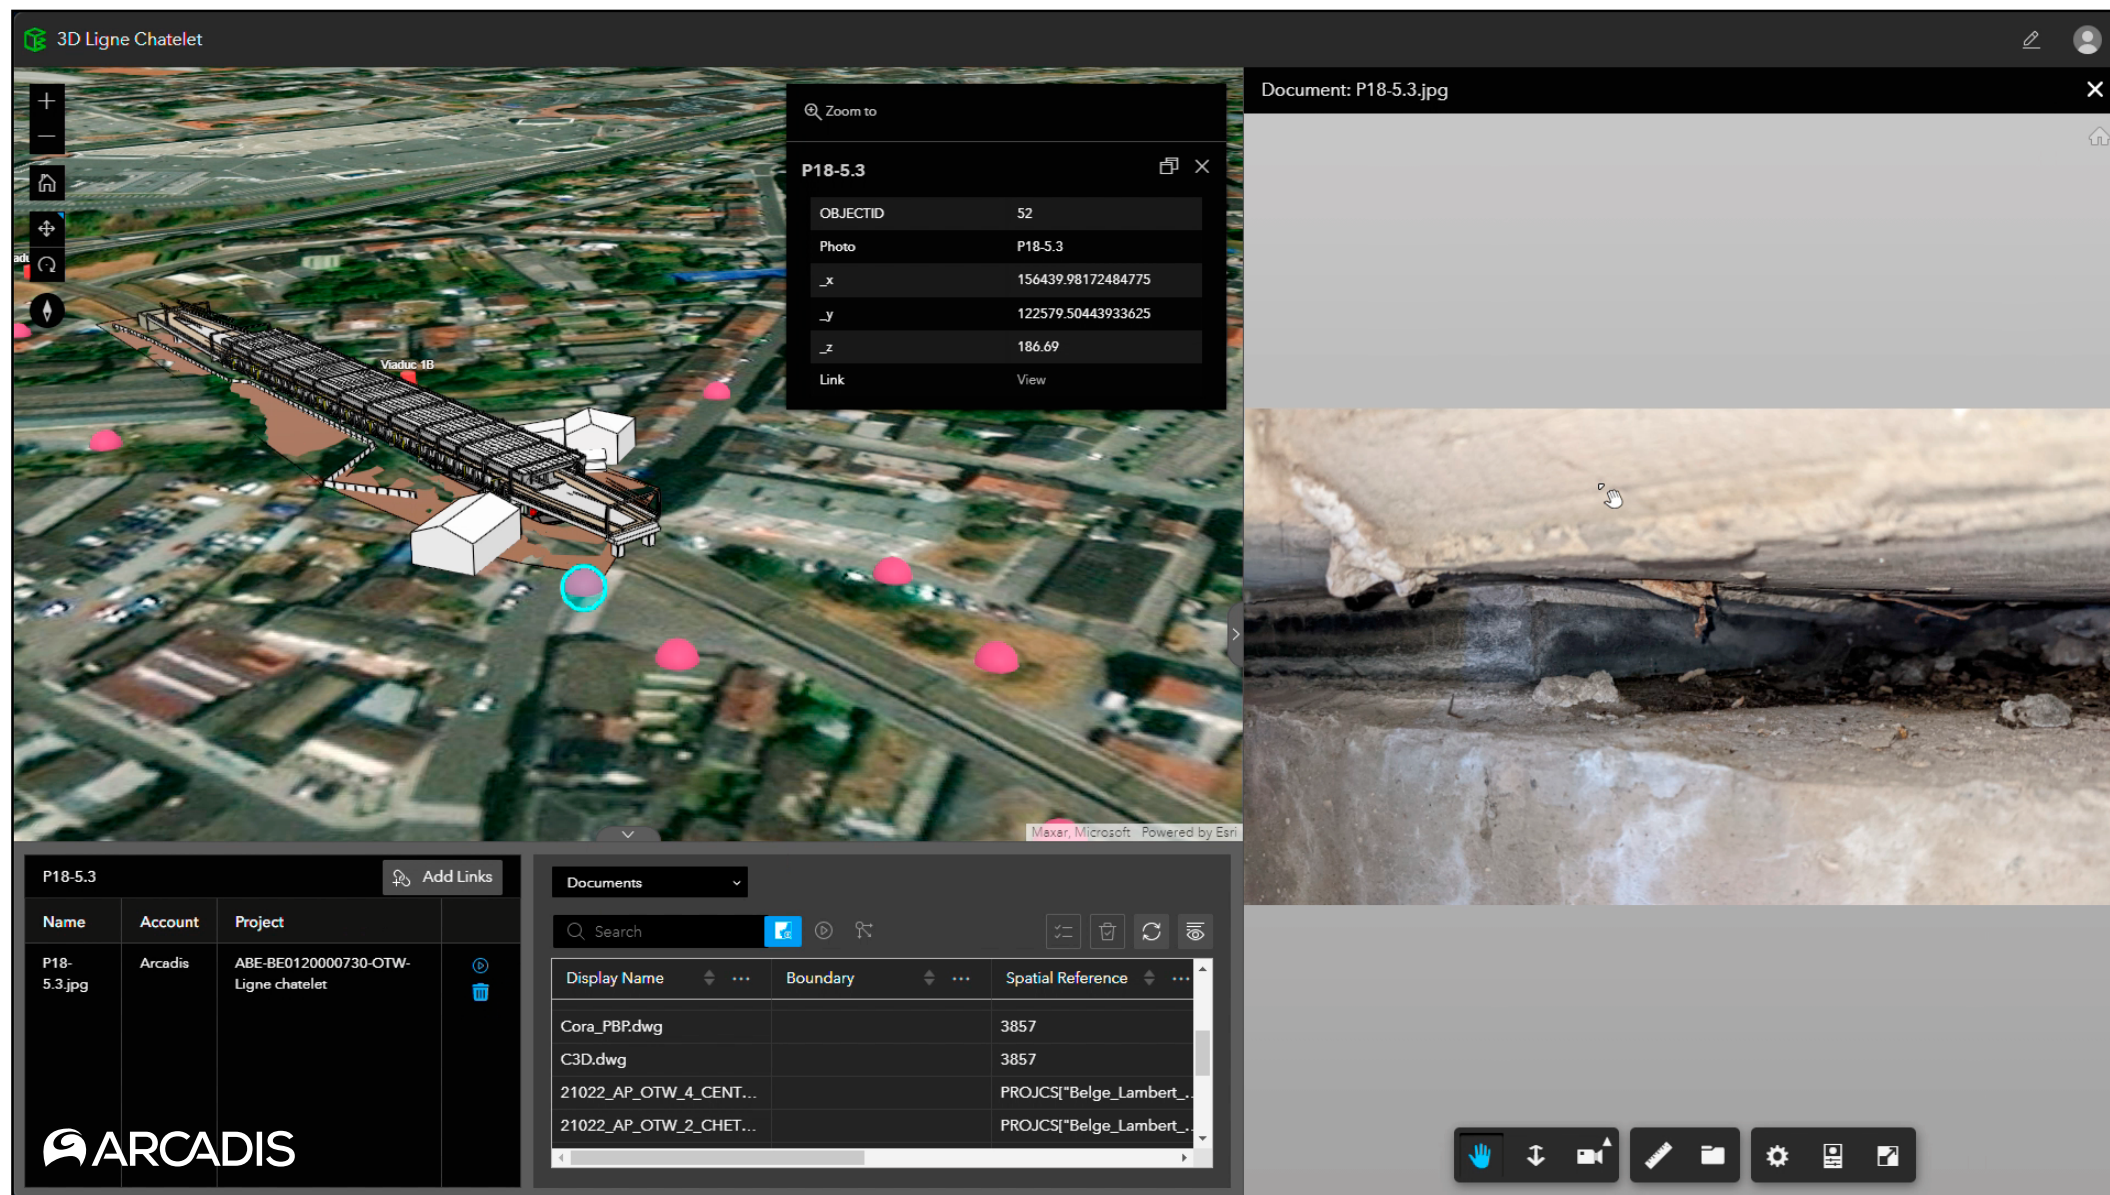 3D Ligne Chatelet
Zoom to
P18-5.3
OBJECTID 52
Photo P18-5.3
_x 156439.98172484775
_y 122579.50443933625
_z 186.69
Link View
Viaduc 1B
Maxar, Microsoft Powered by Esri
Document: P18-5.3.jpg
P18-5.3
Add Links
Name Account Project
P18- Arcadis ABE-BE0120000730-OTW-
5.3.jpg Ligne chatelet
ARCADIS
Documents
Search
Display Name ... Boundary ... Spatial Reference ...
Cora_PBP.dwg 3857
C3D.dwg 3857
21022_AP_OTW_4_CENT... PROJCS["Belge_Lambert_...
21022_AP_OTW_2_CHET... PROJCS["Belge_Lambert_...